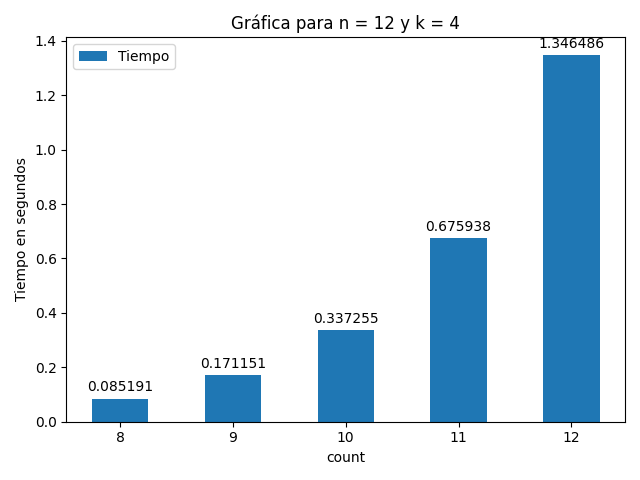 Gráfica para n = 12 y k = 4
Tiempo
Tiempo en segundos
1.4
1.2
1.0
0.8
0.6
0.4
0.2
0.0
0.085191
0.171151
0.337255
0.675938
1.346486
8 9 10 11 12
count